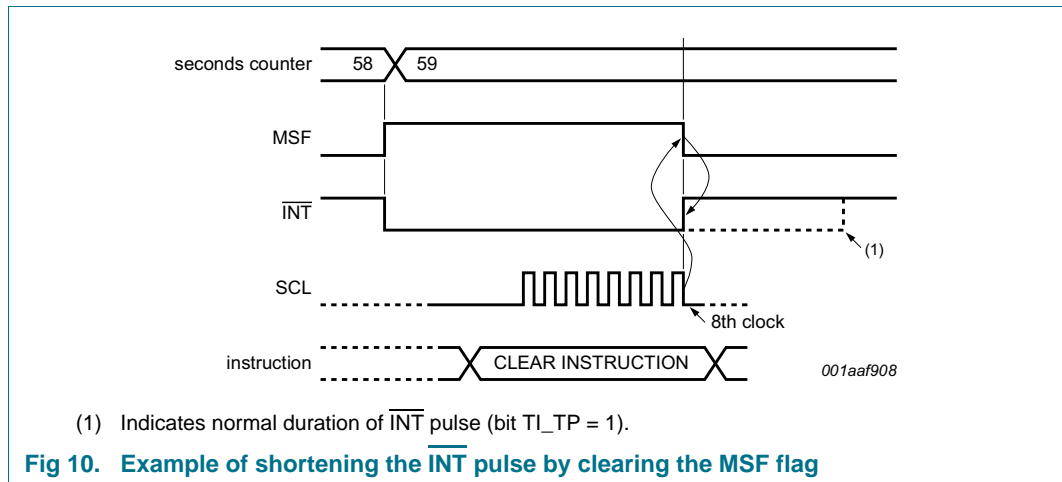 seconds counter 58 59
MSF
INT
(1)
SCL
8th clock
instruction CLEAR INSTRUCTION
001aaf908
(1) Indicates normal duration of INT pulse (bit TI_TP = 1).
Fig 10. Example of shortening the INT pulse by clearing the MSF flag